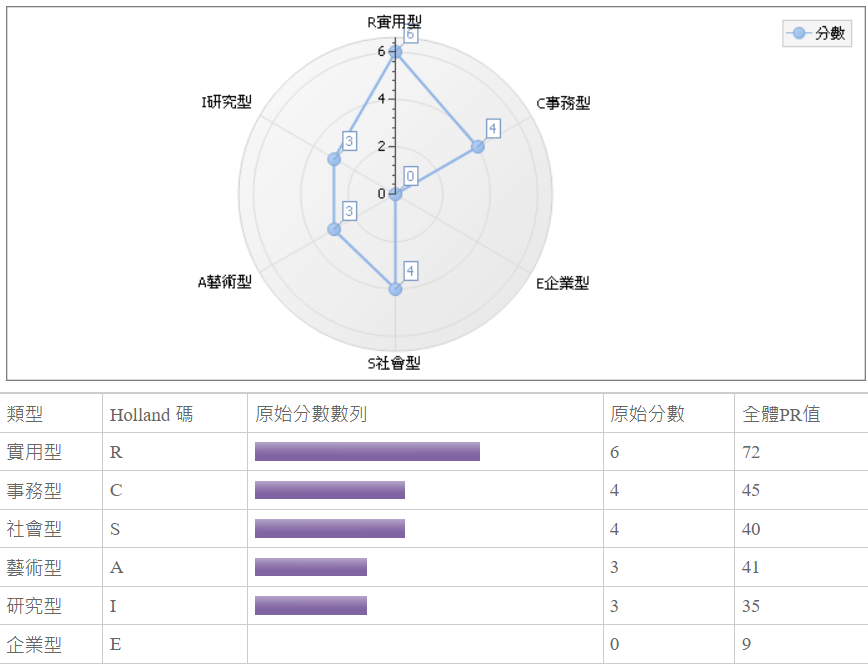 R實用型
分數
6
6
I研究型
C事務型
4
4
3
2
0
0
3
A藝術型
4
E企業型
S社會型
類型 Holland 碼 原始分數數列 原始分數 全體PR值
實用型 R 6 72
事務型 C 4 45
社會型 S 4 40
藝術型 A 3 41
研究型 I 3 35
企業型 E 0 9